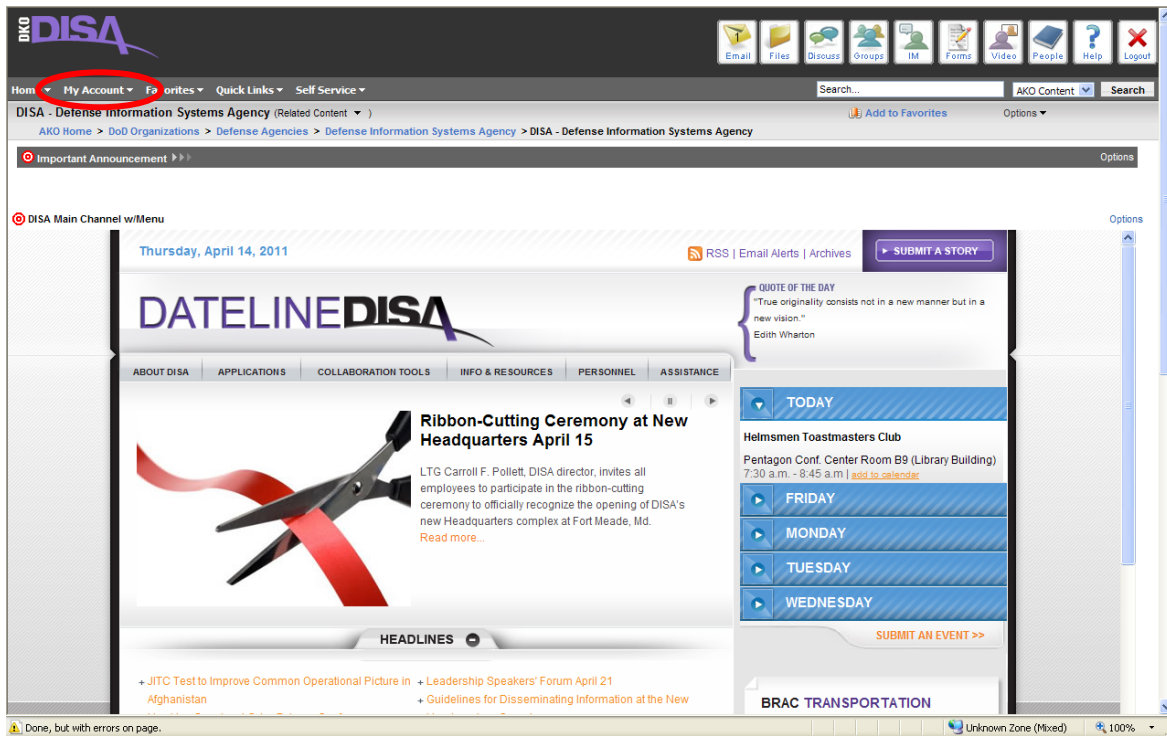 DKO DISA
Email Files Discuss Groups IM Forms Video People Help Logout
Home My Account Favorites Quick Links Self Service Search... AKO Content Search
DISA - Defense Information Systems Agency (Related Content ) Add to Favorites Options
AKO Home > DoD Organizations > Defense Agencies > Defense Information Systems Agency > DISA - Defense Information Systems Agency
Important Announcement Options
DISA Main Channel w/Menu Options
Thursday, April 14, 2011 RSS | Email Alerts | Archives SUBMIT A STORY
DATELINEDISA
QUOTE OF THE DAY
"True originality consists not in a new manner but in a
new vision."
Edith Wharton
ABOUT DISA APPLICATIONS COLLABORATION TOOLS INFO & RESOURCES PERSONNEL ASSISTANCE
Ribbon-Cutting Ceremony at New
Headquarters April 15
LTG Carroll F. Pollett, DISA director, invites all
employees to participate in the ribbon-cutting
ceremony to officially recognize the opening of DISA's
new Headquarters complex at Fort Meade, Md.
Read more...
TODAY
Helmsmen Toastmasters Club
Pentagon Conf. Center Room B9 (Library Building)
7:30 a.m. - 8:45 a.m | add to calendar
FRIDAY
MONDAY
TUESDAY
WEDNESDAY
SUBMIT AN EVENT >>
HEADLINES
+ JITC Test to Improve Common Operational Picture in
Afghanistan
+ Leadership Speakers' Forum April 21
+ Guidelines for Disseminating Information at the New
BRAC TRANSPORTATION
Done, but with errors on page. Unknown Zone (Mixed) 100%